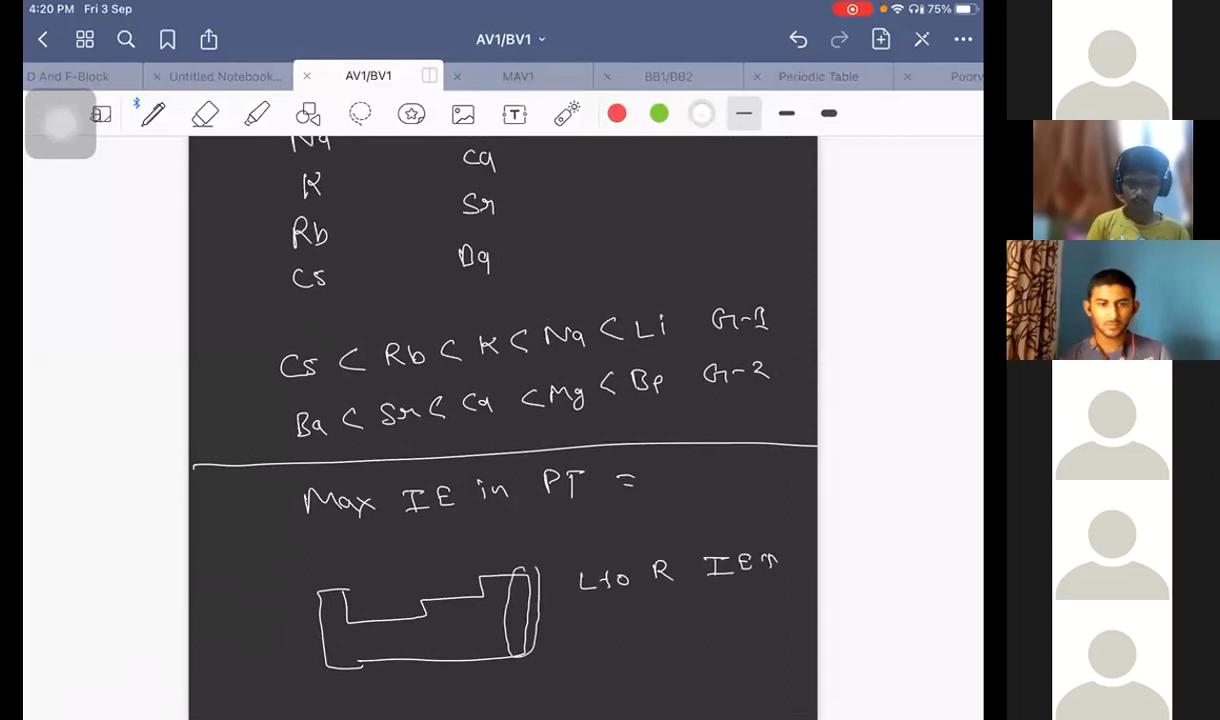 4:20 PM Fri 3 Sep
75%
AV1/BV1
D And F-Block
Untitled Notebook...
AV1/BV1
MAV1
BB1/BB2
Periodic Table
Poorv
T
Na
Ca
K
Sr
Rb
Ba
Cs
Cs < Rb < K < Na < Li G-1
Ba < Sr < Ca < Mg < Be G-2
Max IE in PT =
L to R IE↑